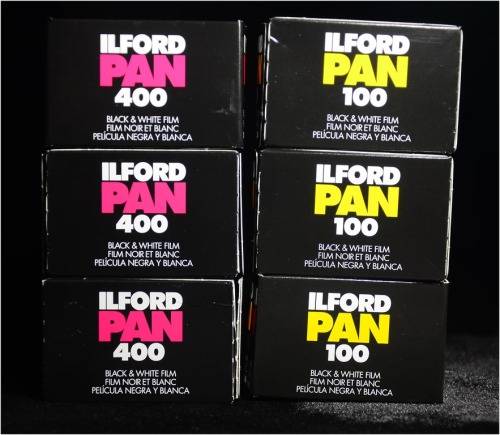 ILFORD
PAN
400
BLACK & WHITE FILM
FILM NOIR ET BLANC
PELÍCULA NEGRA Y BLANCA
ILFORD
PAN
100
BLACK & WHITE FILM
FILM NOIR ET BLANC
PELÍCULA NEGRA Y BLANCA
ILFORD
PAN
400
BLACK & WHITE FILM
FILM NOIR ET BLANC
PELÍCULA NEGRA Y BLANCA
ILFORD
PAN
100
BLACK & WHITE FILM
FILM NOIR ET BLANC
PELÍCULA NEGRA Y BLANCA
ILFORD
PAN
400
BLACK & WHITE FILM
FILM NOIR ET BLANC
PELÍCULA NEGRA Y BLANCA
ILFORD
PAN
100
BLACK & WHITE FILM
FILM NOIR ET BLANC
PELÍCULA NEGRA Y BLANCA